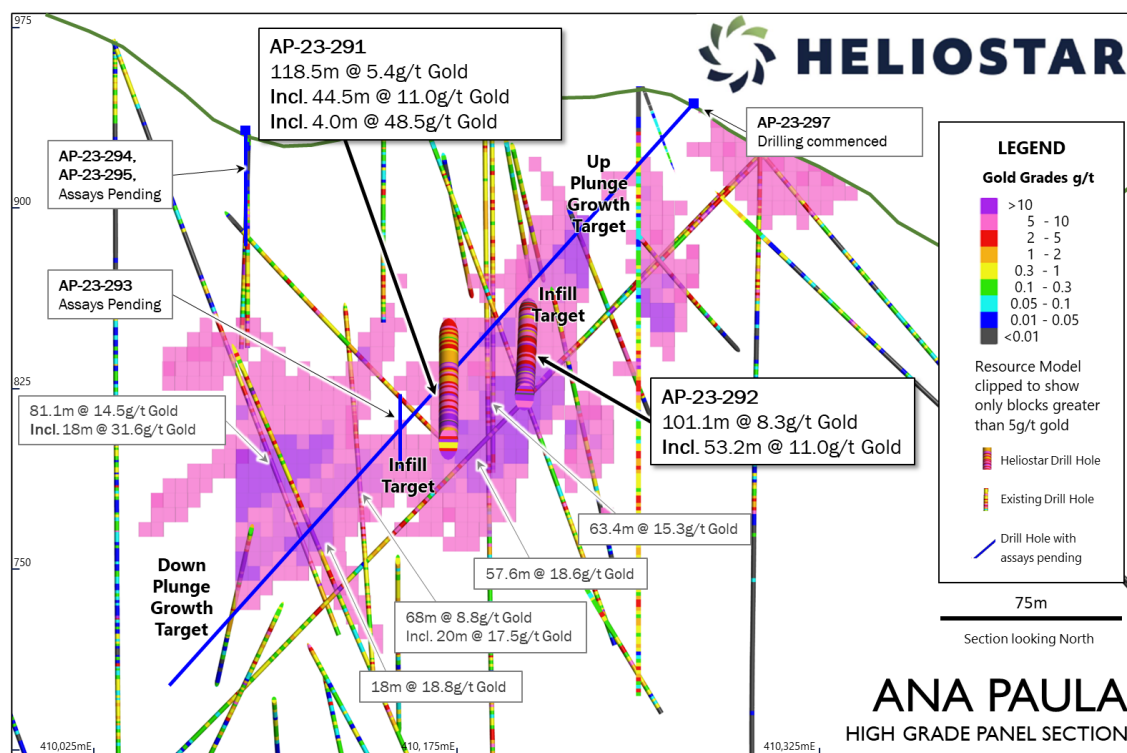 975
HELIOSTAR
AP-23-291
118.5m @ 5.4g/t Gold
Incl. 44.5m @ 11.0g/t Gold
Incl. 4.0m @ 48.5g/t Gold
AP-23-297
Drilling commenced
AP-23-294,
AP-23-295,
Assays Pending
Up
Plunge
Growth
Target
900
AP-23-293
Assays Pending
Infill
Target
LEGEND
Gold Grades g/t
>10
5 - 10
2 - 5
1 - 2
0.3 - 1
0.1 - 0.3
0.05 - 0.1
0.01 - 0.05
<0.01
Resource Model
clipped to show
only blocks greater
than 5g/t gold
Heliostar Drill Hole
Existing Drill Hole
Drill Hole with
assays pending
825
81.1m @ 14.5g/t Gold
Incl. 18m @ 31.6g/t Gold
AP-23-292
101.1m @ 8.3g/t Gold
Incl. 53.2m @ 11.0g/t Gold
Infill
Target
63.4m @ 15.3g/t Gold
57.6m @ 18.6g/t Gold
750
Down
Plunge
Growth
Target
68m @ 8.8g/t Gold
Incl. 20m @ 17.5g/t Gold
18m @ 18.8g/t Gold
75m
Section looking North
ANA PAULA
HIGH GRADE PANEL SECTION
410,025mE
410,175mE
410,325mE